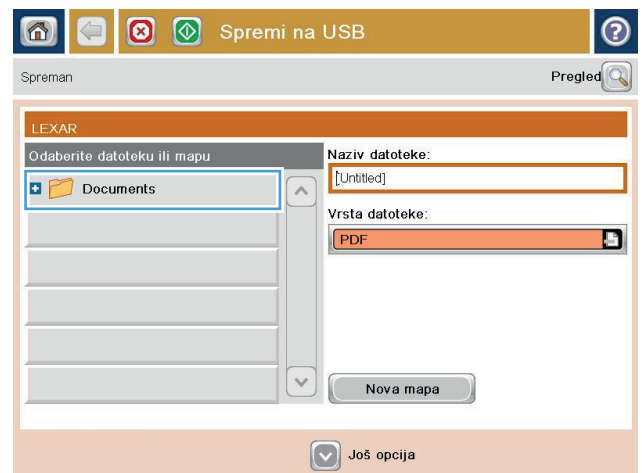 Spremi na USB
?
Spreman
Pregled
LEXAR
Odaberite datoteku ili mapu
Naziv datoteke:
Documents
[Untitled]
Vrsta datoteke:
PDF
Nova mapa
Još opcija